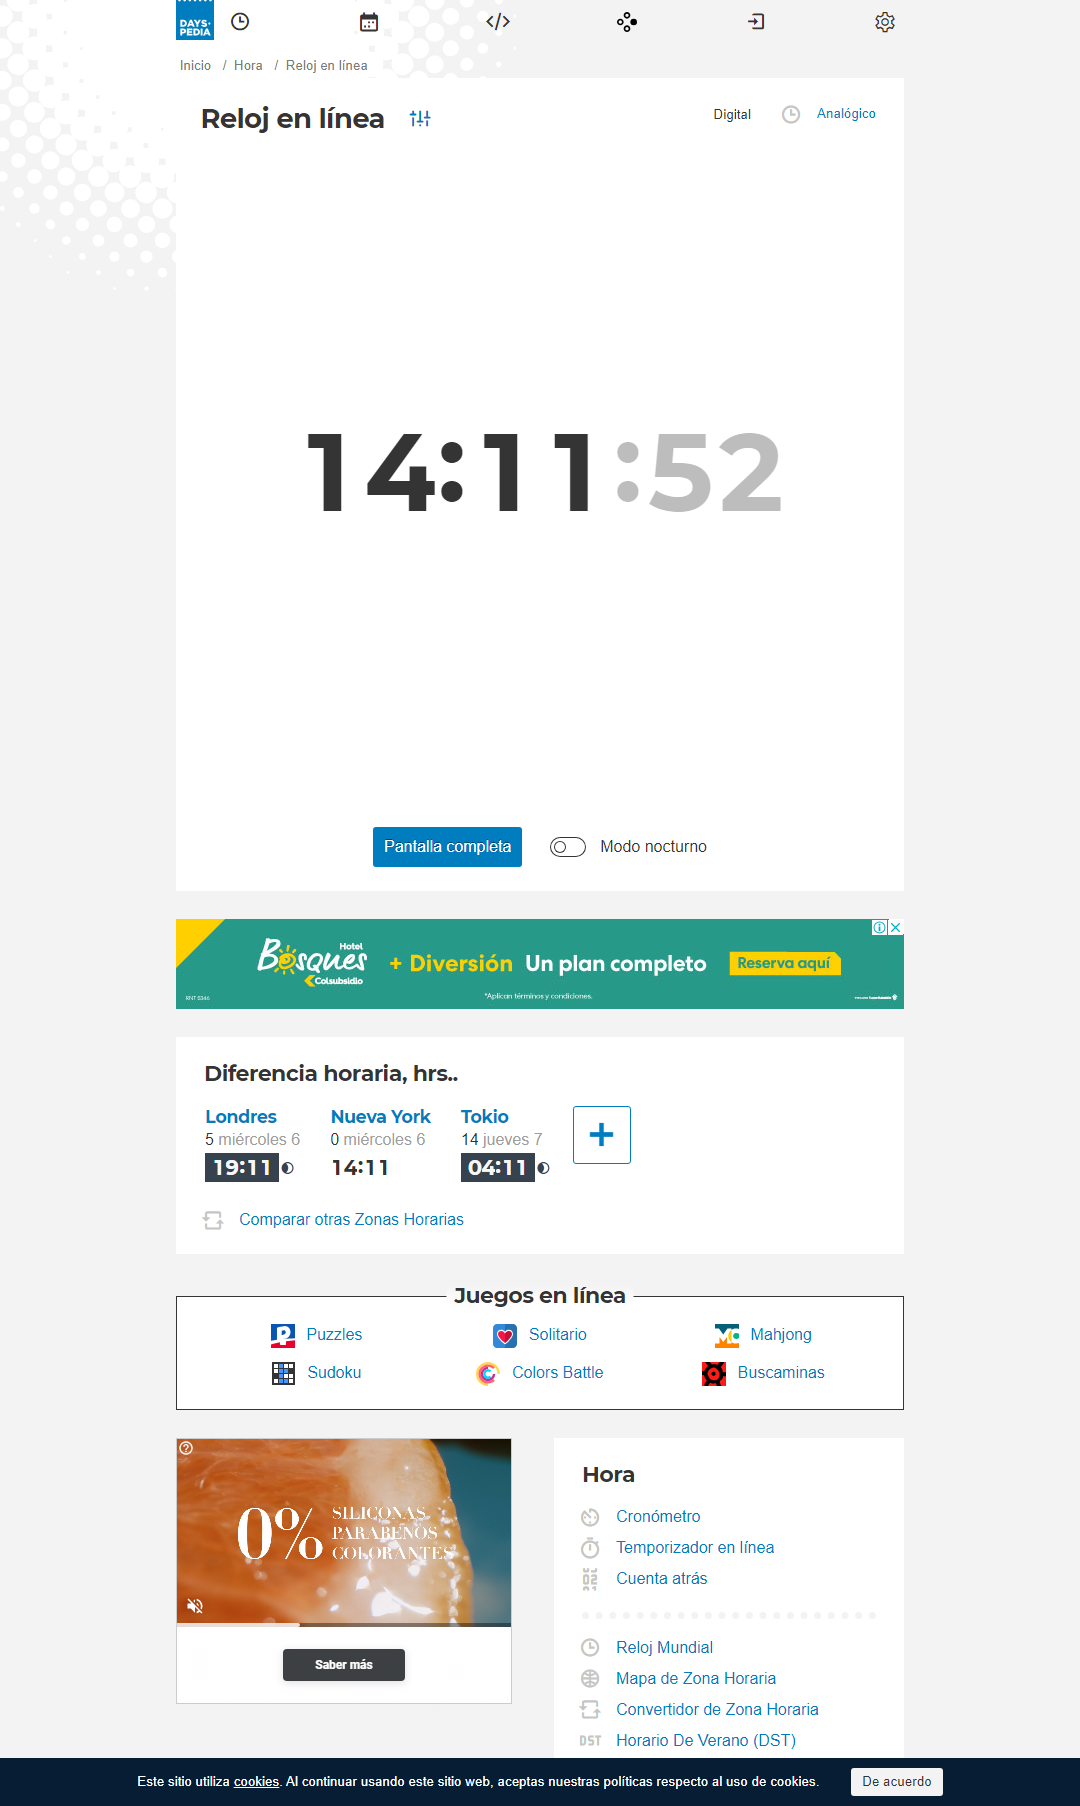 DAYS·
PEDIA
Inicio / Hora / Reloj en línea
Reloj en línea
Digital
Analógico
14:11:52
Pantalla completa
Modo nocturno
Hotel
Bosques
Colsubsidio
+ Diversión Un plan completo
Reserva aquí
RNT 5346
*Aplican términos y condiciones.
Diferencia horaria, hrs..
Londres
5 miércoles 6
19:11
Nueva York
0 miércoles 6
14:11
Tokio
14 jueves 7
04:11
Comparar otras Zonas Horarias
Juegos en línea
Puzzles
Solitario
Mahjong
Sudoku
Colors Battle
Buscaminas
0%
SILICONAS
PARABENOS
COLORANTES
Saber más
Hora
Cronómetro
Temporizador en línea
Cuenta atrás
Reloj Mundial
Mapa de Zona Horaria
Convertidor de Zona Horaria
DST Horario De Verano (DST)
Este sitio utiliza cookies. Al continuar usando este sitio web, aceptas nuestras políticas respecto al uso de cookies.
De acuerdo